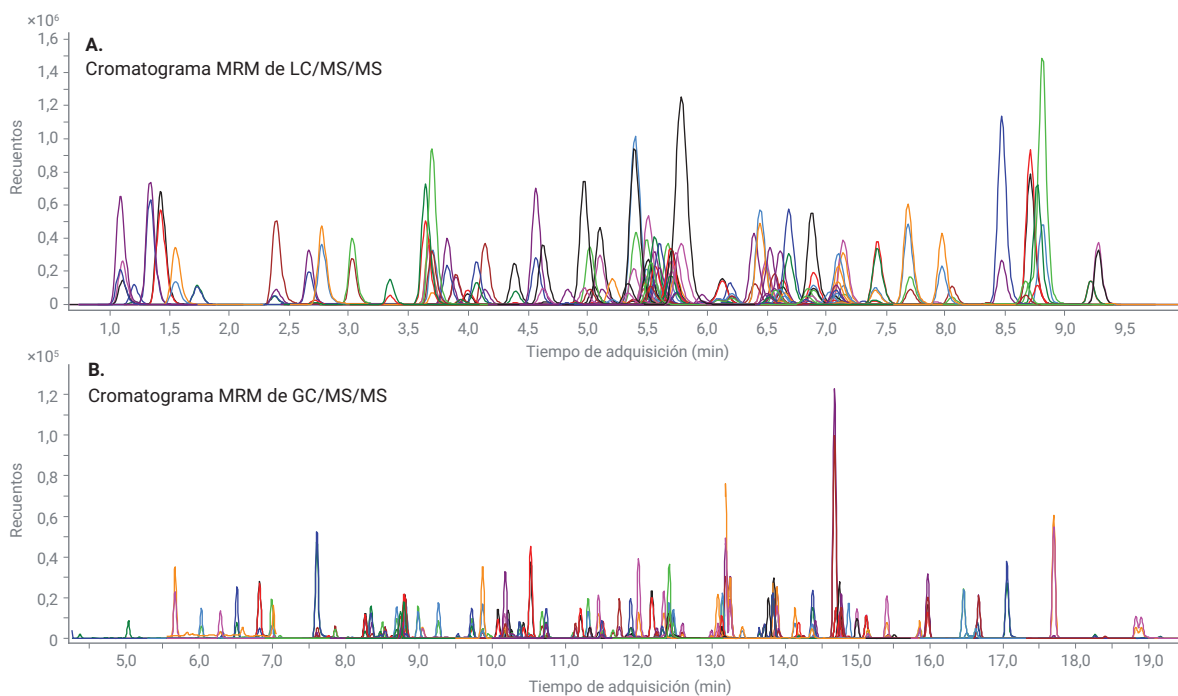 ×10⁶
A.
Cromatograma MRM de LC/MS/MS
Recuentos
1,6
1,4
1,2
1,0
0,8
0,6
0,4
0,2
0
1,0 1,5 2,0 2,5 3,0 3,5 4,0 4,5 5,0 5,5 6,0 6,5 7,0 7,5 8,0 8,5 9,0 9,5
Tiempo de adquisición (min)
×10⁵
B.
Cromatograma MRM de GC/MS/MS
Recuentos
1,2
1,0
0,8
0,6
0,4
0,2
0
5,0 6,0 7,0 8,0 9,0 10,0 11,0 12,0 13,0 14,0 15,0 16,0 17,0 18,0 19,0
Tiempo de adquisición (min)